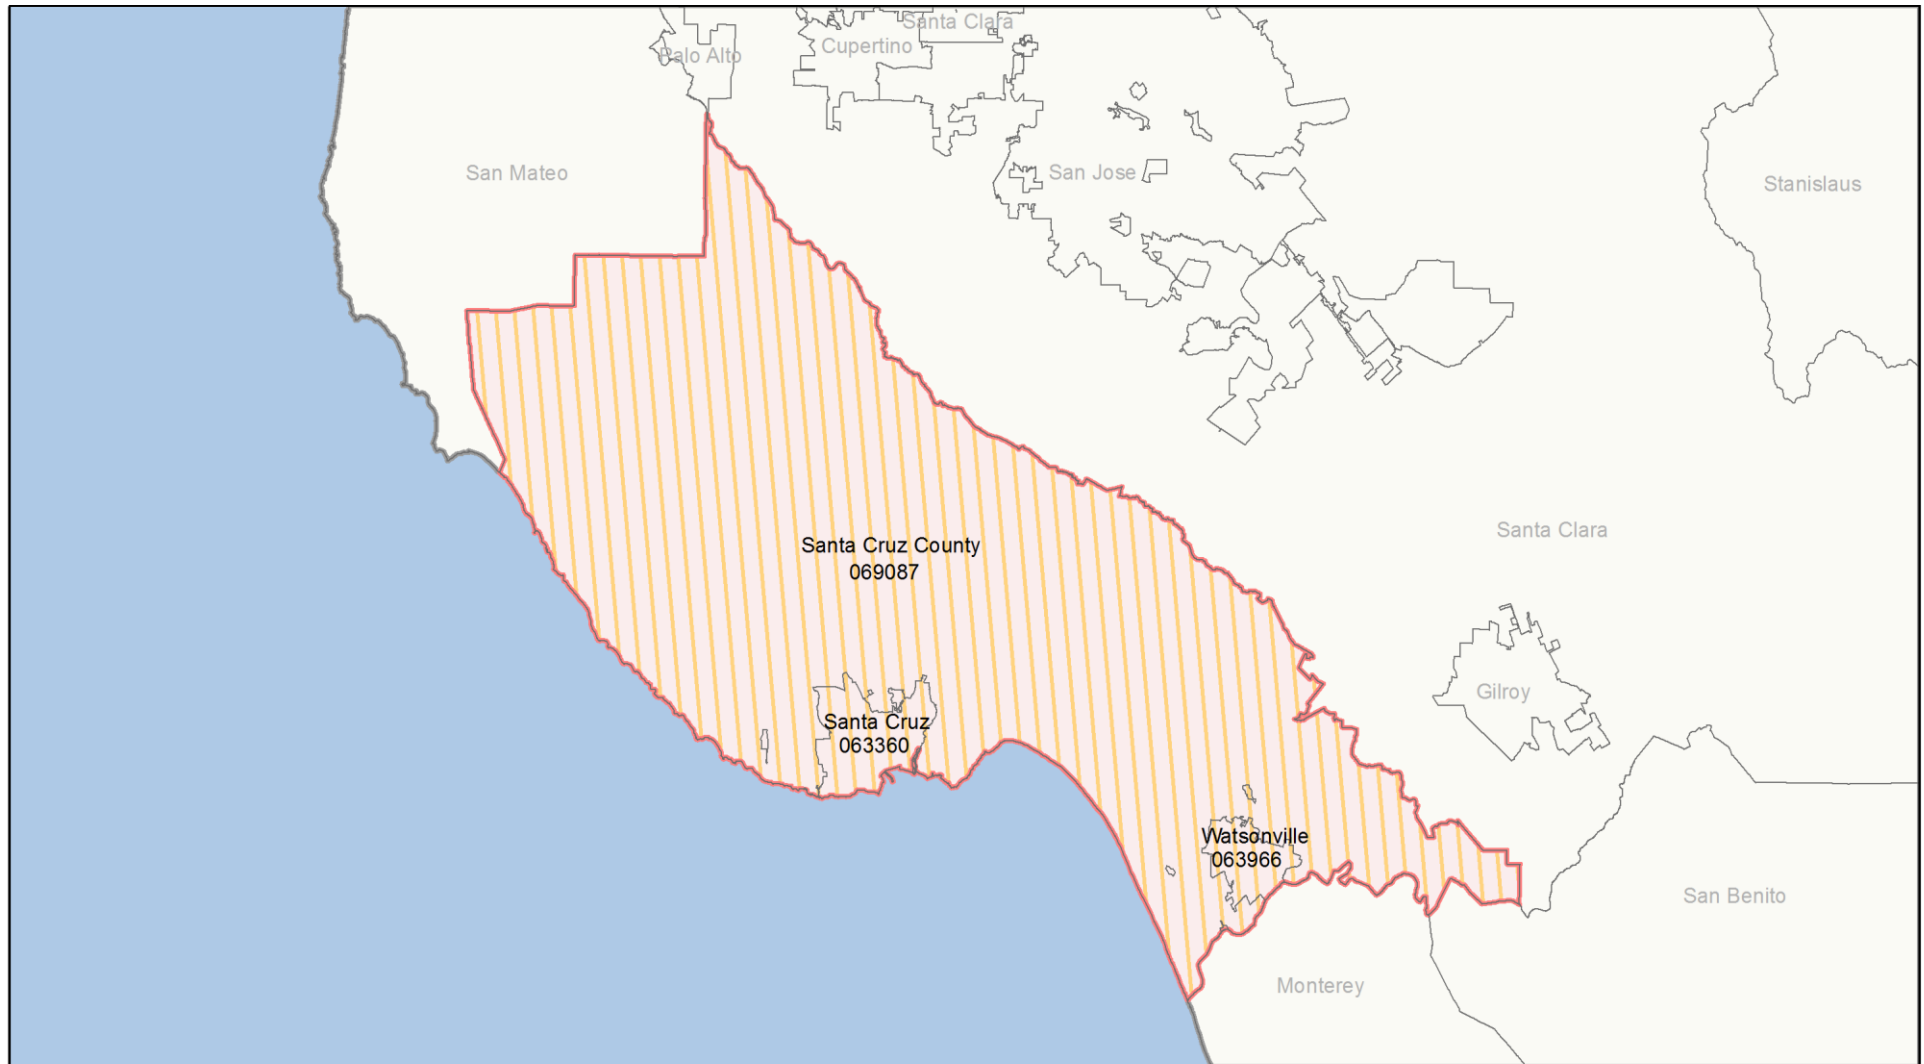 Santa Clara
Cupertino
Palo Alto
San Mateo
San Jose
Stanislaus
Santa Clara
Santa Cruz County
069087
Gilroy
Santa Cruz
063360
Watsonville
063966
San Benito
Monterey